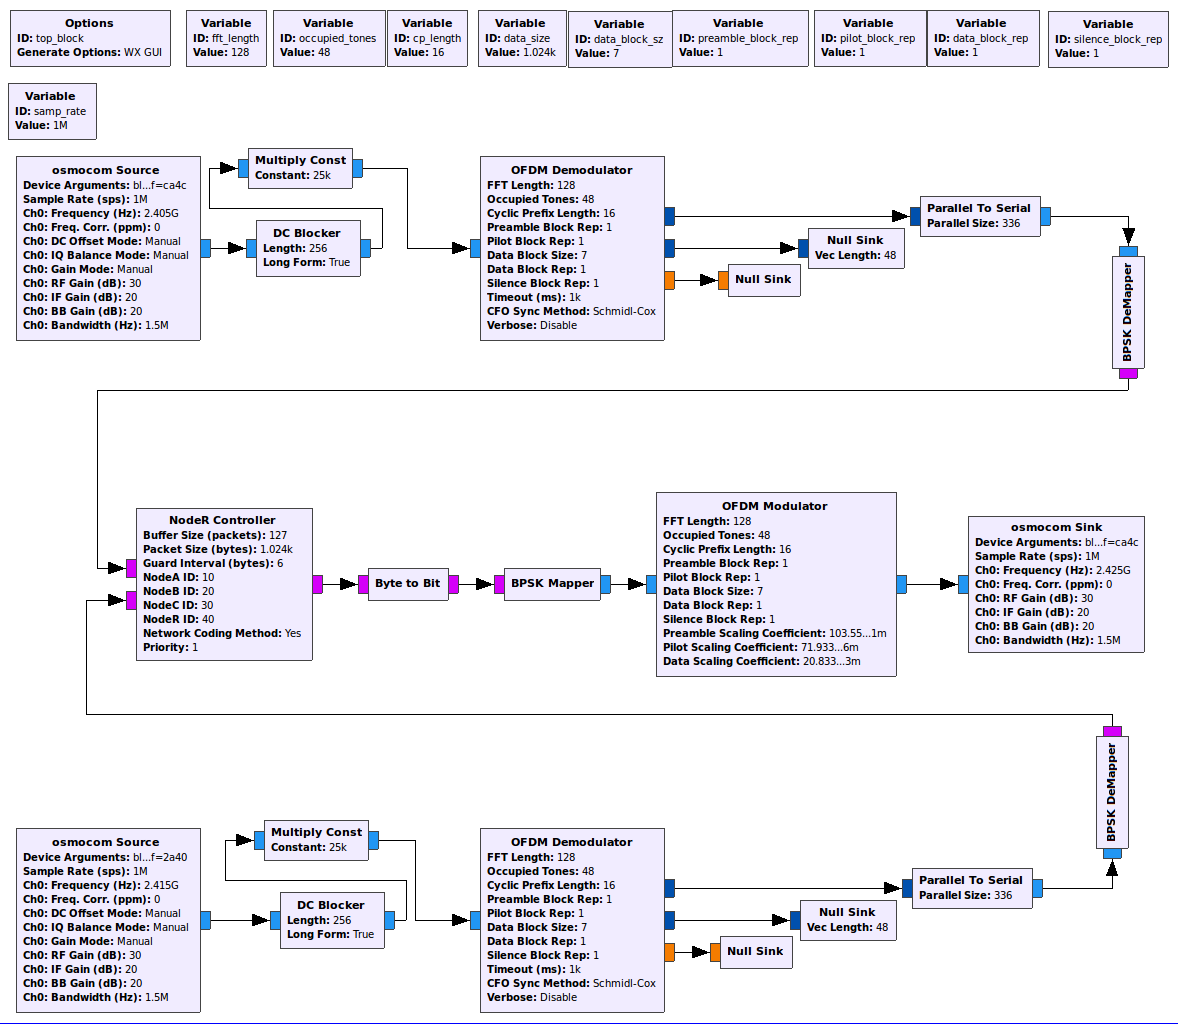 Options
ID: top_block
Generate Options: WX GUI
Variable
ID: fft_length
Value: 128
Variable
ID: occupied_tones
Value: 48
Variable
ID: cp_length
Value: 16
Variable
ID: data_size
Value: 1.024k
Variable
ID: data_block_sz
Value: 7
Variable
ID: preamble_block_rep
Value: 1
Variable
ID: pilot_block_rep
Value: 1
Variable
ID: data_block_rep
Value: 1
Variable
ID: silence_block_rep
Value: 1
Variable
ID: samp_rate
Value: 1M
osmocom Source
Device Arguments: bl...f=ca4c
Sample Rate (sps): 1M
Ch0: Frequency (Hz): 2.405G
Ch0: Freq. Corr. (ppm): 0
Ch0: DC Offset Mode: Manual
Ch0: IQ Balance Mode: Manual
Ch0: Gain Mode: Manual
Ch0: RF Gain (dB): 30
Ch0: IF Gain (dB): 20
Ch0: BB Gain (dB): 20
Ch0: Bandwidth (Hz): 1.5M
Multiply Const
Constant: 25k
DC Blocker
Length: 256
Long Form: True
OFDM Demodulator
FFT Length: 128
Occupied Tones: 48
Cyclic Prefix Length: 16
Preamble Block Rep: 1
Pilot Block Rep: 1
Data Block Size: 7
Data Block Rep: 1
Silence Block Rep: 1
Timeout (ms): 1k
CFO Sync Method: Schmidl-Cox
Verbose: Disable
Parallel To Serial
Parallel Size: 336
Null Sink
Vec Length: 48
Null Sink
BPSK DeMapper
NodeR Controller
Buffer Size (packets): 127
Packet Size (bytes): 1.024k
Guard Interval (bytes): 6
NodeA ID: 10
NodeB ID: 20
NodeC ID: 30
NodeR ID: 40
Network Coding Method: Yes
Priority: 1
Byte to Bit
BPSK Mapper
OFDM Modulator
FFT Length: 128
Occupied Tones: 48
Cyclic Prefix Length: 16
Preamble Block Rep: 1
Pilot Block Rep: 1
Data Block Size: 7
Data Block Rep: 1
Silence Block Rep: 1
Preamble Scaling Coefficient: 103.55...1m
Pilot Scaling Coefficient: 71.933...6m
Data Scaling Coefficient: 20.833...3m
osmocom Sink
Device Arguments: bl...f=ca4c
Sample Rate (sps): 1M
Ch0: Frequency (Hz): 2.425G
Ch0: Freq. Corr. (ppm): 0
Ch0: RF Gain (dB): 30
Ch0: IF Gain (dB): 20
Ch0: BB Gain (dB): 20
Ch0: Bandwidth (Hz): 1.5M
BPSK DeMapper
osmocom Source
Device Arguments: bl...f=2a40
Sample Rate (sps): 1M
Ch0: Frequency (Hz): 2.415G
Ch0: Freq. Corr. (ppm): 0
Ch0: DC Offset Mode: Manual
Ch0: IQ Balance Mode: Manual
Ch0: Gain Mode: Manual
Ch0: RF Gain (dB): 30
Ch0: IF Gain (dB): 20
Ch0: BB Gain (dB): 20
Ch0: Bandwidth (Hz): 1.5M
Multiply Const
Constant: 25k
DC Blocker
Length: 256
Long Form: True
OFDM Demodulator
FFT Length: 128
Occupied Tones: 48
Cyclic Prefix Length: 16
Preamble Block Rep: 1
Pilot Block Rep: 1
Data Block Size: 7
Data Block Rep: 1
Silence Block Rep: 1
Timeout (ms): 1k
CFO Sync Method: Schmidl-Cox
Verbose: Disable
Parallel To Serial
Parallel Size: 336
Null Sink
Vec Length: 48
Null Sink